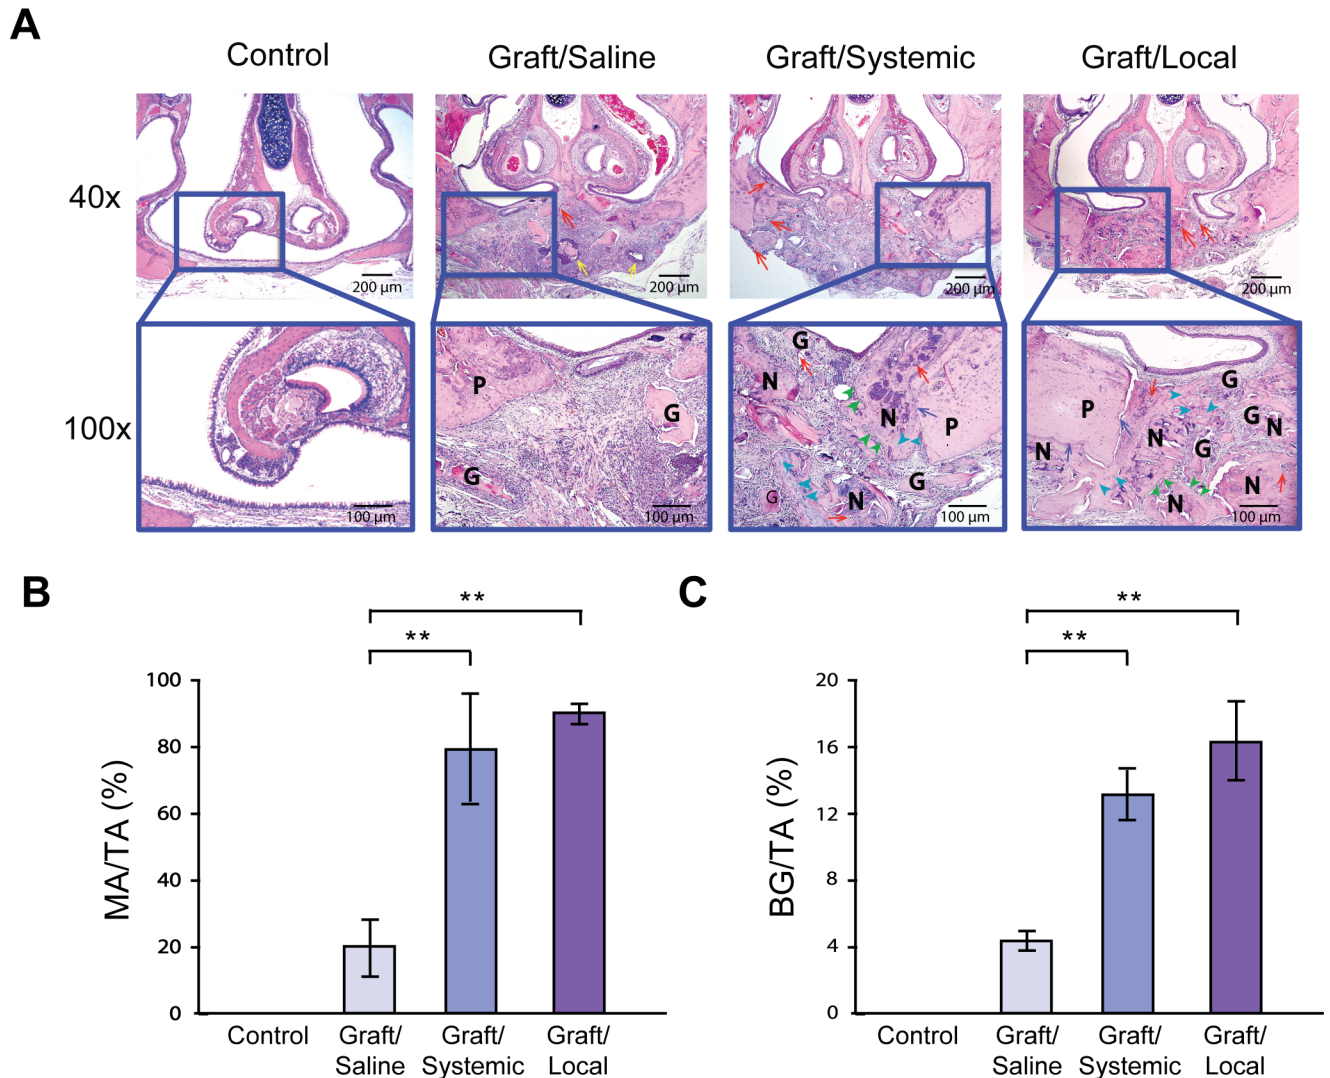 A
Control Graft/Saline Graft/Systemic Graft/Local
40x
200 µm 200 µm 200 µm 200 µm
100x
P G G
G N N P G G N
P G G N N G N N
100 µm 100 µm 100 µm 100 µm
B
** **
MA/TA (%)
100
80
60
40
20
0
Control Graft/ Graft/ Graft/
Saline Systemic Local
C
** **
BG/TA (%)
20
16
12
8
4
0
Control Graft/ Graft/ Graft/
Saline Systemic Local